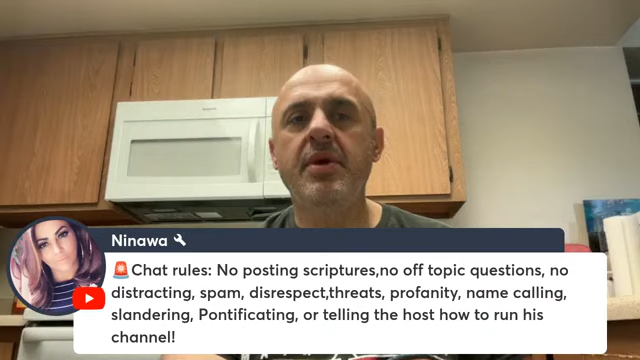 Ninawa
🚨Chat rules: No posting scriptures,no off topic questions, no
distracting, spam, disrespect,threats, profanity, name calling,
slandering, Pontificating, or telling the host how to run his
channel!